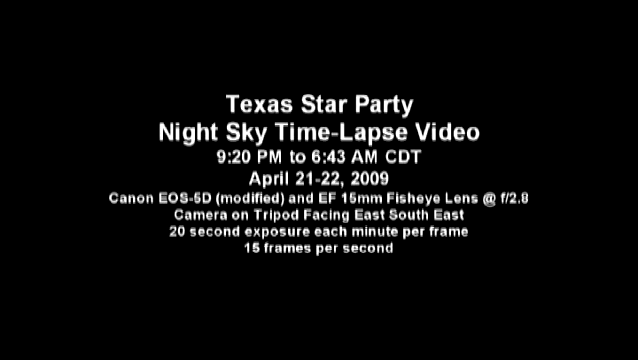 Texas Star Party
Night Sky Time-Lapse Video
9:20 PM to 6:43 AM CDT
April 21-22, 2009
Canon EOS-5D (modified) and EF 15mm Fisheye Lens @ f/2.8
Camera on Tripod Facing East South East
20 second exposure each minute per frame
15 frames per second